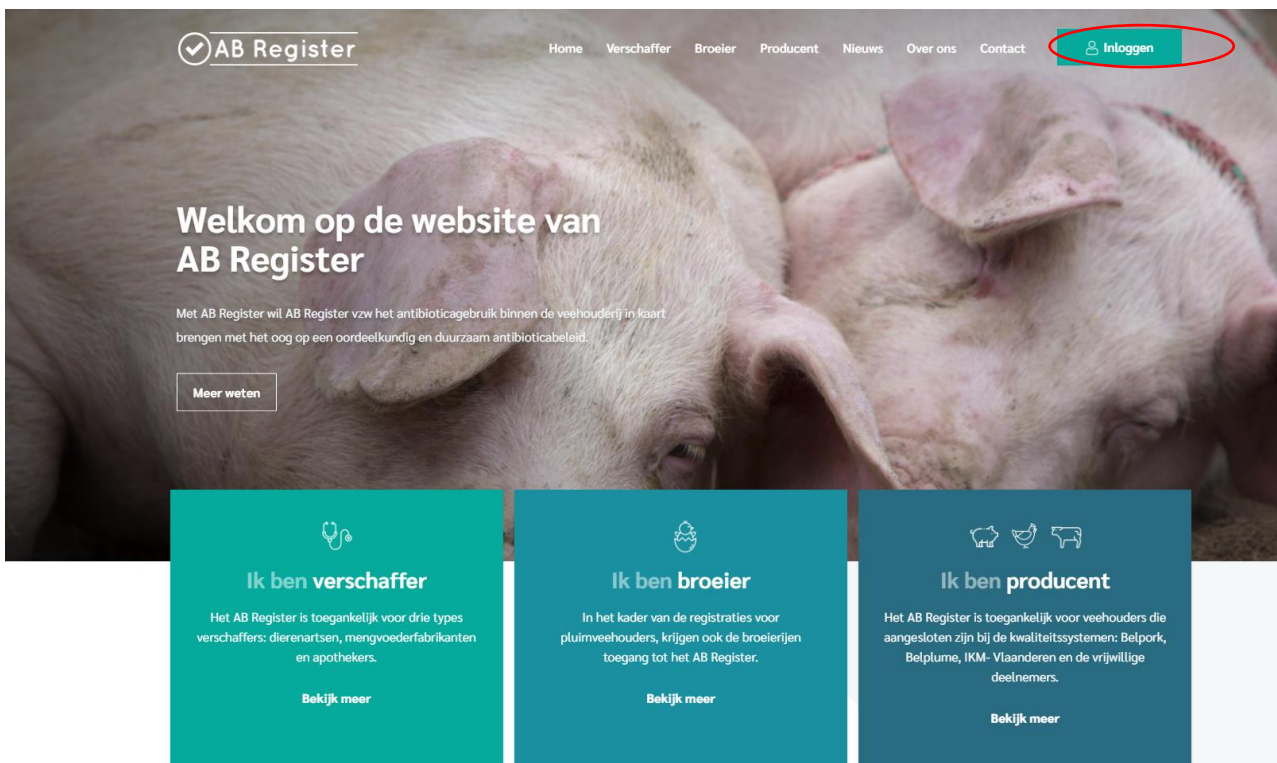 AB Register
Home Verschaffer Broeier Producent Nieuws Over ons Contact Inloggen
Welkom op de website van
AB Register
Met AB Register wil AB Register vzw het antibioticagebruik binnen de veehouderij in kaart
brengen met het oog op een oordeelkundig en duurzaam antibioticabeleid.
Meer weten
Ik ben verschaffer
Het AB Register is toegankelijk voor drie types
verschaffers: dierenartsen, mengvoederfabrikanten
en apothekers.
Bekijk meer
Ik ben broeier
In het kader van de registraties voor
pluimveehouders, krijgen ook de broeierijen
toegang tot het AB Register.
Bekijk meer
Ik ben producent
Het AB Register is toegankelijk voor veehouders die
aangesloten zijn bij de kwaliteitssystemen: Belpork,
Belplume, IKM- Vlaanderen en de vrijwillige
deelnemers.
Bekijk meer